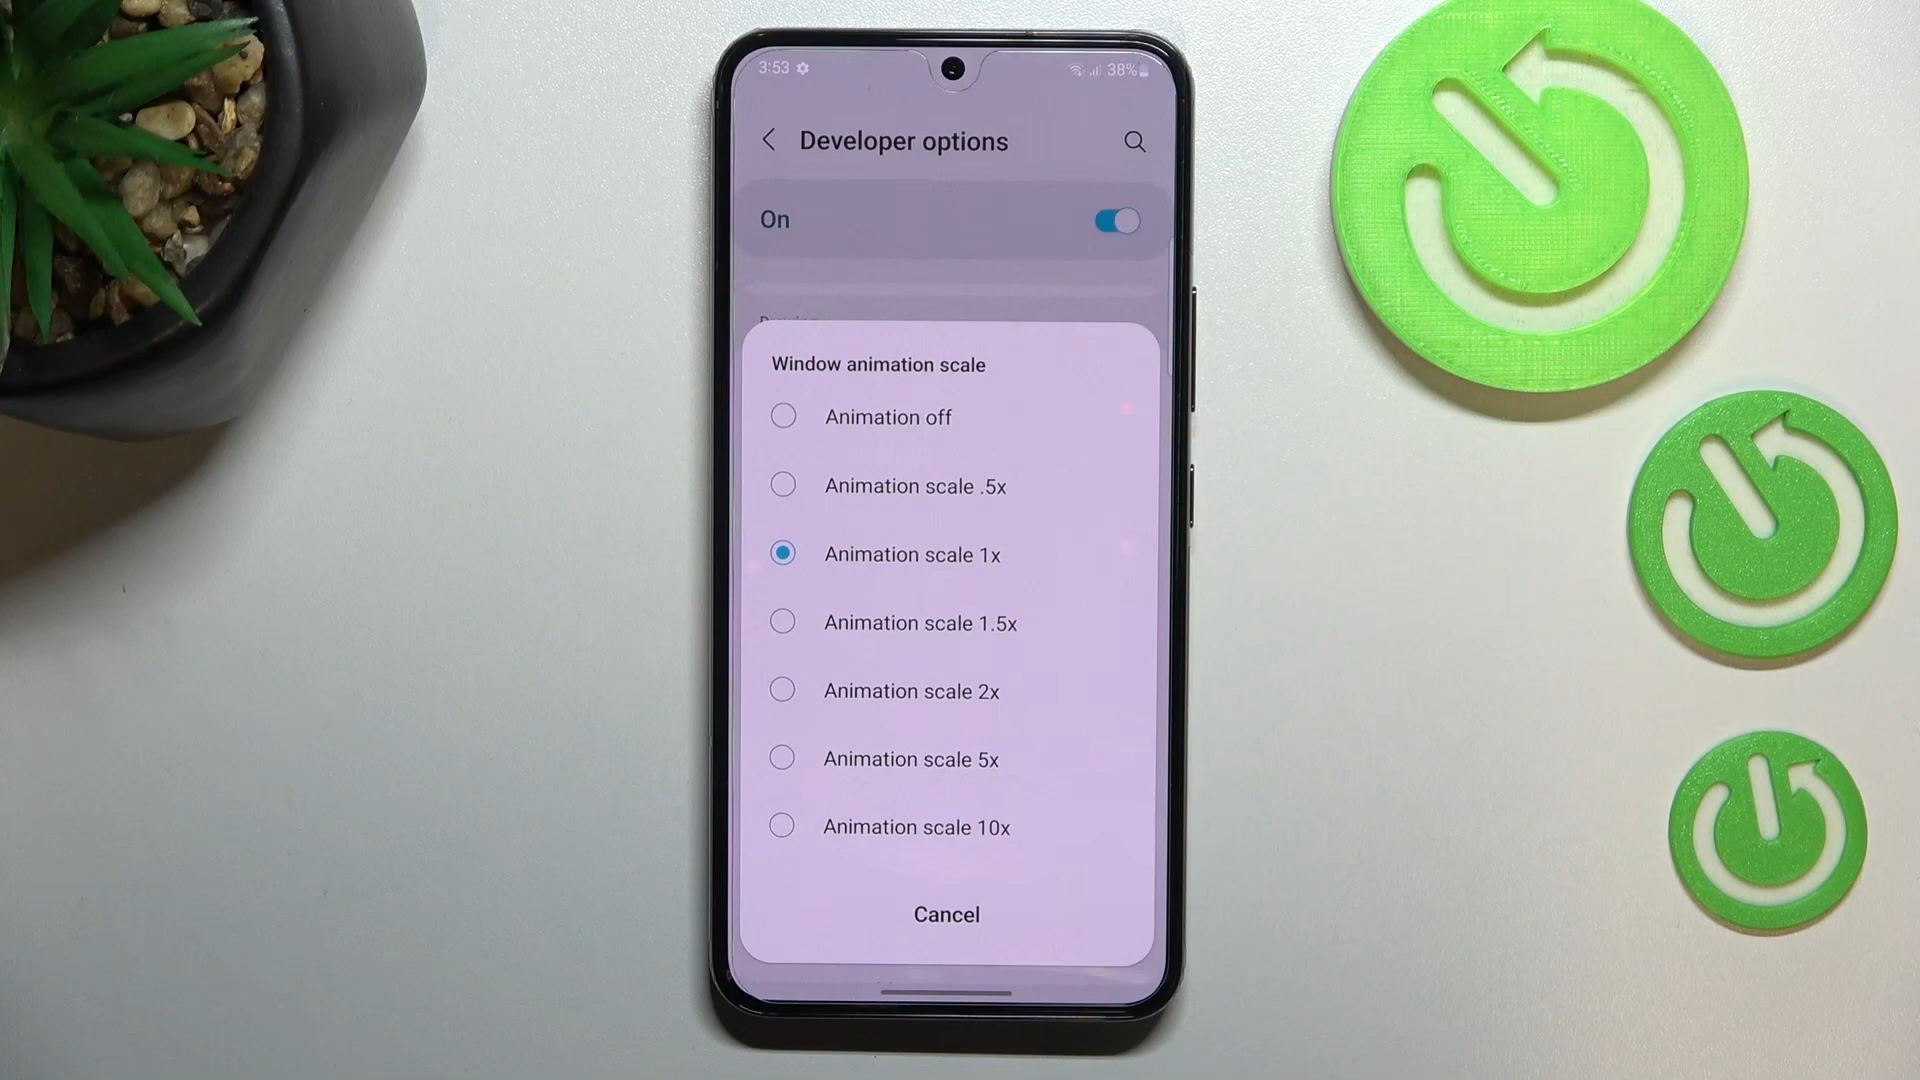 3:53 38%
Developer options
On
Window animation scale
Animation off
Animation scale .5x
Animation scale 1x
Animation scale 1.5x
Animation scale 2x
Animation scale 5x
Animation scale 10x
Cancel